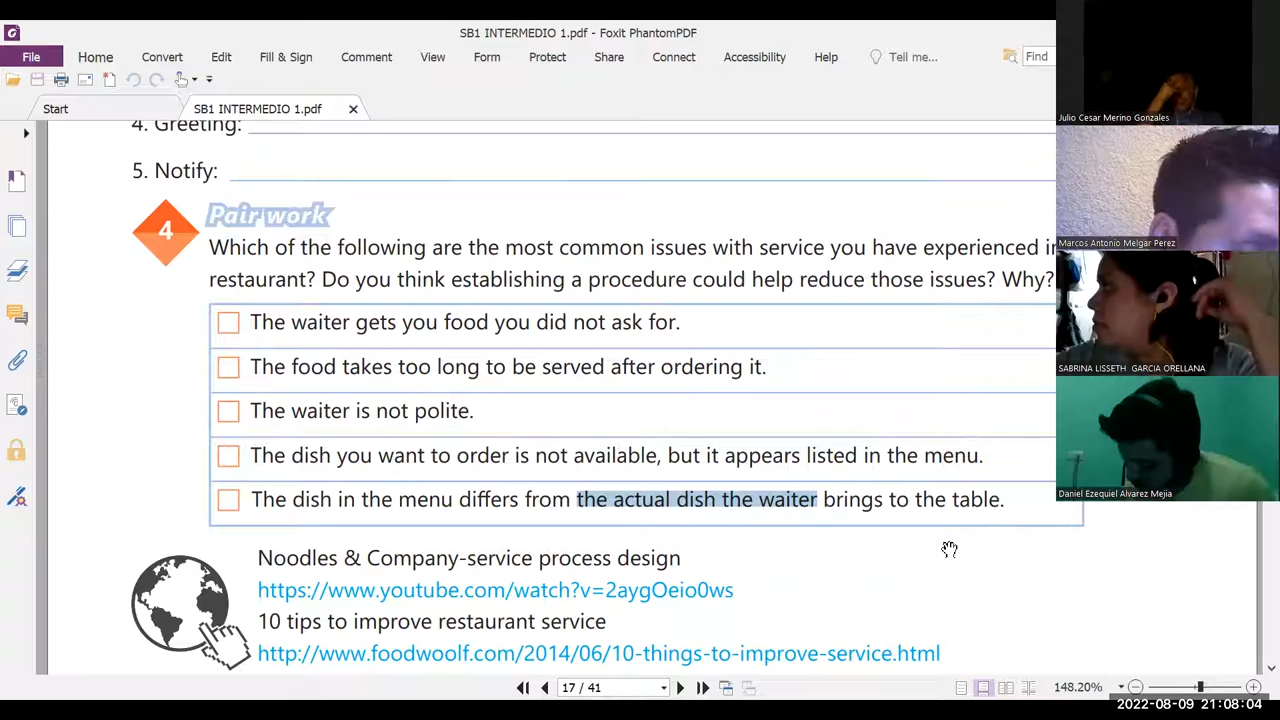 SB1 INTERMEDIO 1.pdf - Foxit PhantomPDF
File Home Convert Edit Fill & Sign Comment View Form Protect Share Connect Accessibility Help Tell me... Find
Start SB1 INTERMEDIO 1.pdf
4. Greeting:
5. Notify:
4 Pair work
Which of the following are the most common issues with service you have experienced in
restaurant? Do you think establishing a procedure could help reduce those issues? Why?
The waiter gets you food you did not ask for.
The food takes too long to be served after ordering it.
The waiter is not polite.
The dish you want to order is not available, but it appears listed in the menu.
The dish in the menu differs from the actual dish the waiter brings to the table.
Noodles & Company-service process design
https://www.youtube.com/watch?v=2aygOeio0ws
10 tips to improve restaurant service
http://www.foodwoolf.com/2014/06/10-things-to-improve-service.html
Julio Cesar Merino Gonzales
Marcos Antonio Melgar Perez
SABRINA LISSETH GARCIA ORELLANA
Daniel Ezequiel Alvarez Mejia
17 / 41
148.20%
2022-08-09 21:08:04